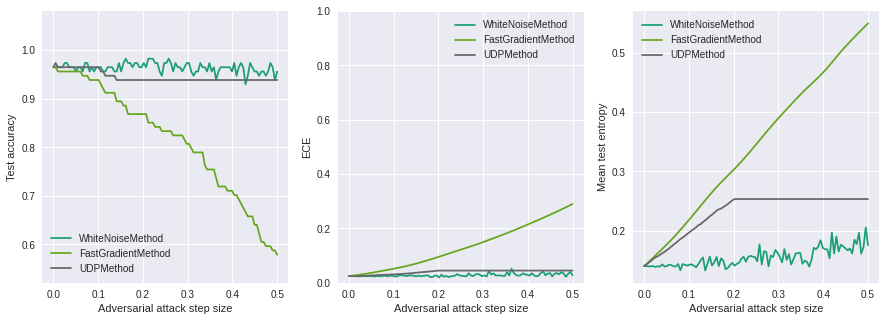 Test accuracy
1.0
0.9
0.8
0.7
0.6
WhiteNoiseMethod
FastGradientMethod
UDPMethod
0.0 0.1 0.2 0.3 0.4 0.5
Adversarial attack step size
ECE
1.0
0.8
0.6
0.4
0.2
0.0
WhiteNoiseMethod
FastGradientMethod
UDPMethod
0.0 0.1 0.2 0.3 0.4 0.5
Adversarial attack step size
Mean test entropy
0.5
0.4
0.3
0.2
WhiteNoiseMethod
FastGradientMethod
UDPMethod
0.0 0.1 0.2 0.3 0.4 0.5
Adversarial attack step size